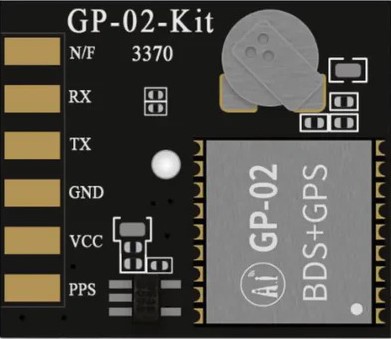 GP-02-Kit
N/F
3370
RX
TX
GND
VCC
PPS
GP-02
BDS+GPS
Ai